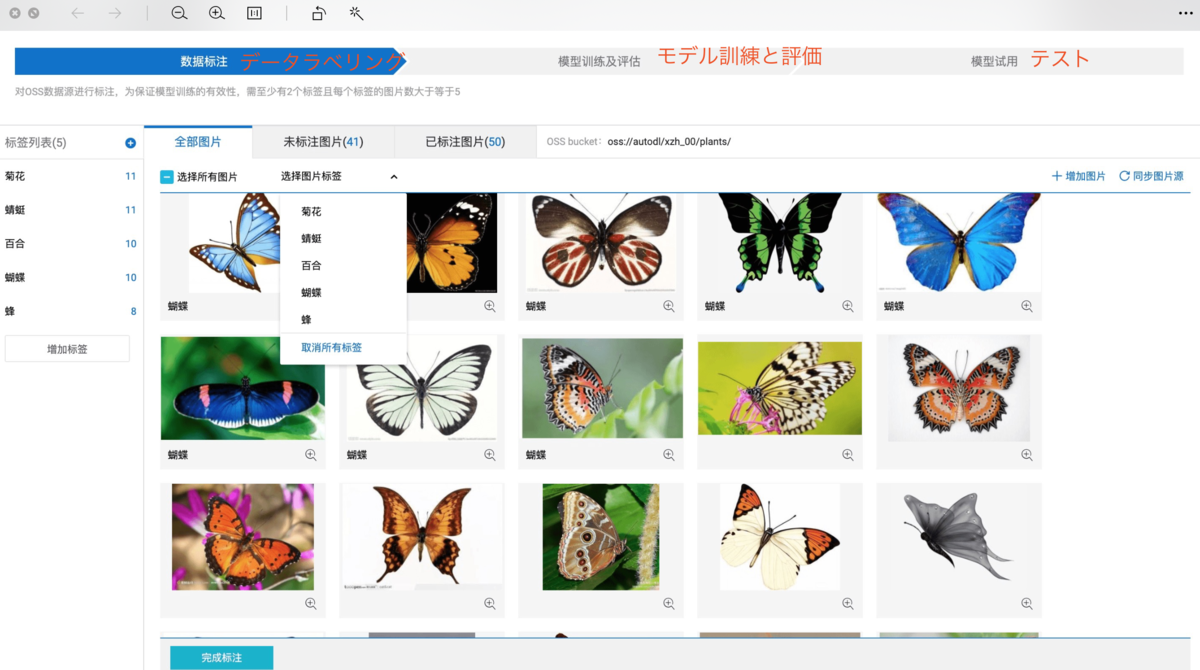 数据标注 データラベリング 模型训练及评估 モデル訓練と評価 模型试用 テスト
对OSS数据源进行标注，为保证模型训练的有效性，需至少有2个标签且每个标签的图片数大于等于5
标签列表(5)
菊花 11
蜻蜓 11
百合 10
蝴蝶 10
蜂 8
增加标签
全部图片 未标注图片(41) 已标注图片(50) OSS bucket： oss://autodl/xzh_00/plants/
选择所有图片 选择图片标签 增加图片 同步图片源
菊花
蜻蜓
百合
蝴蝶
蜂
取消所有标签
蝴蝶 蝴蝶 蝴蝶 蝴蝶
蝴蝶 蝴蝶 蝴蝶
完成标注